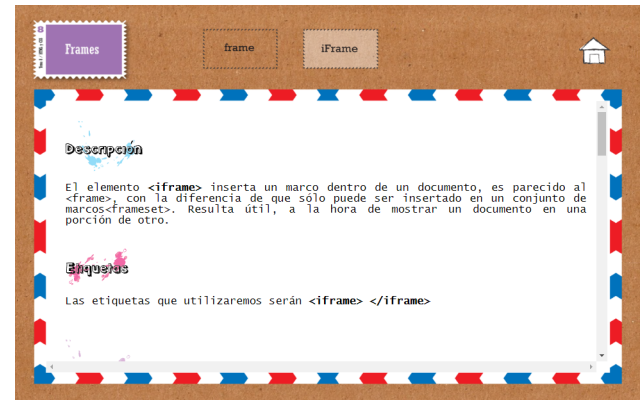 Frames
frame
iFrame
Descripción
El elemento <iframe> inserta un marco dentro de un documento, es parecido al
<frame>, con la diferencia de que sólo puede ser insertado en un conjunto de
marcos<frameset>. Resulta útil, a la hora de mostrar un documento en una
porción de otro.
Etiquetas
Las etiquetas que utilizaremos serán <iframe> </iframe>